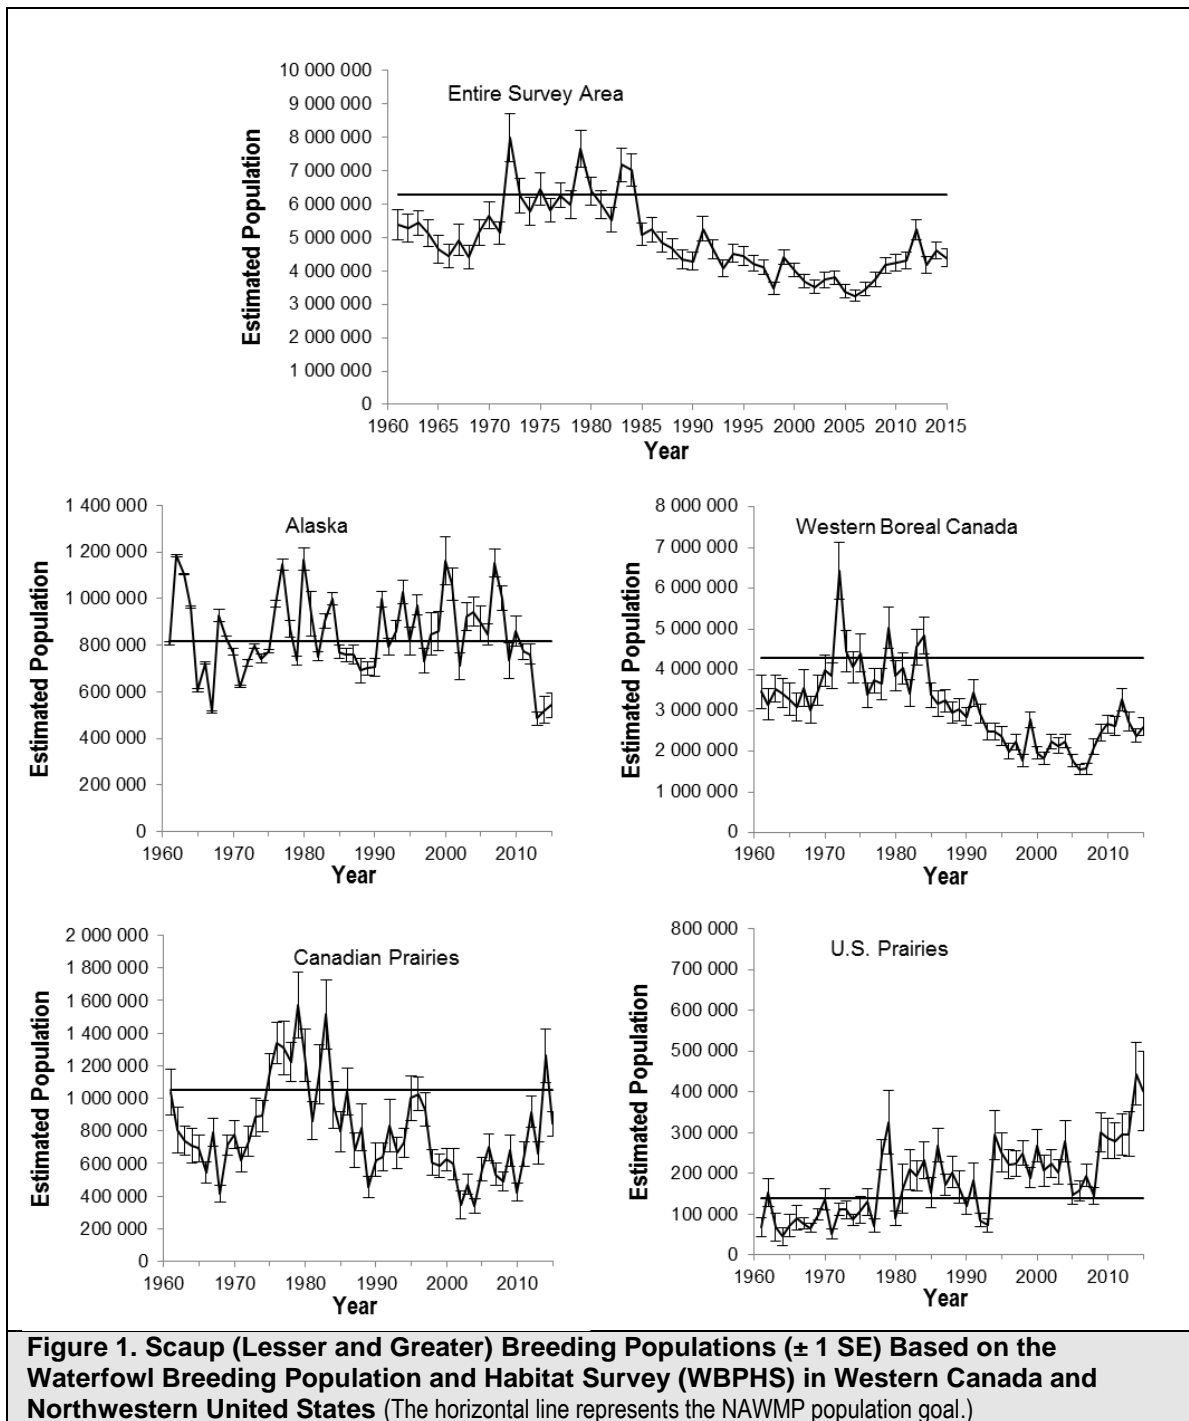 Entire Survey Area
Estimated Population
10 000 000
9 000 000
8 000 000
7 000 000
6 000 000
5 000 000
4 000 000
3 000 000
2 000 000
1 000 000
0
1960 1965 1970 1975 1980 1985 1990 1995 2000 2005 2010 2015
Year
Alaska
Estimated Population
1 400 000
1 200 000
1 000 000
800 000
600 000
400 000
200 000
0
1960 1970 1980 1990 2000 2010
Year
Western Boreal Canada
Estimated Population
8 000 000
7 000 000
6 000 000
5 000 000
4 000 000
3 000 000
2 000 000
1 000 000
0
1960 1970 1980 1990 2000 2010
Year
Canadian Prairies
Estimated Population
2 000 000
1 800 000
1 600 000
1 400 000
1 200 000
1 000 000
800 000
600 000
400 000
200 000
0
1960 1970 1980 1990 2000 2010
Year
U.S. Prairies
Estimated Population
800 000
700 000
600 000
500 000
400 000
300 000
200 000
100 000
0
1960 1970 1980 1990 2000 2010
Year
Figure 1. Scaup (Lesser and Greater) Breeding Populations (± 1 SE) Based on the
Waterfowl Breeding Population and Habitat Survey (WBPHS) in Western Canada and
Northwestern United States (The horizontal line represents the NAWMP population goal.)